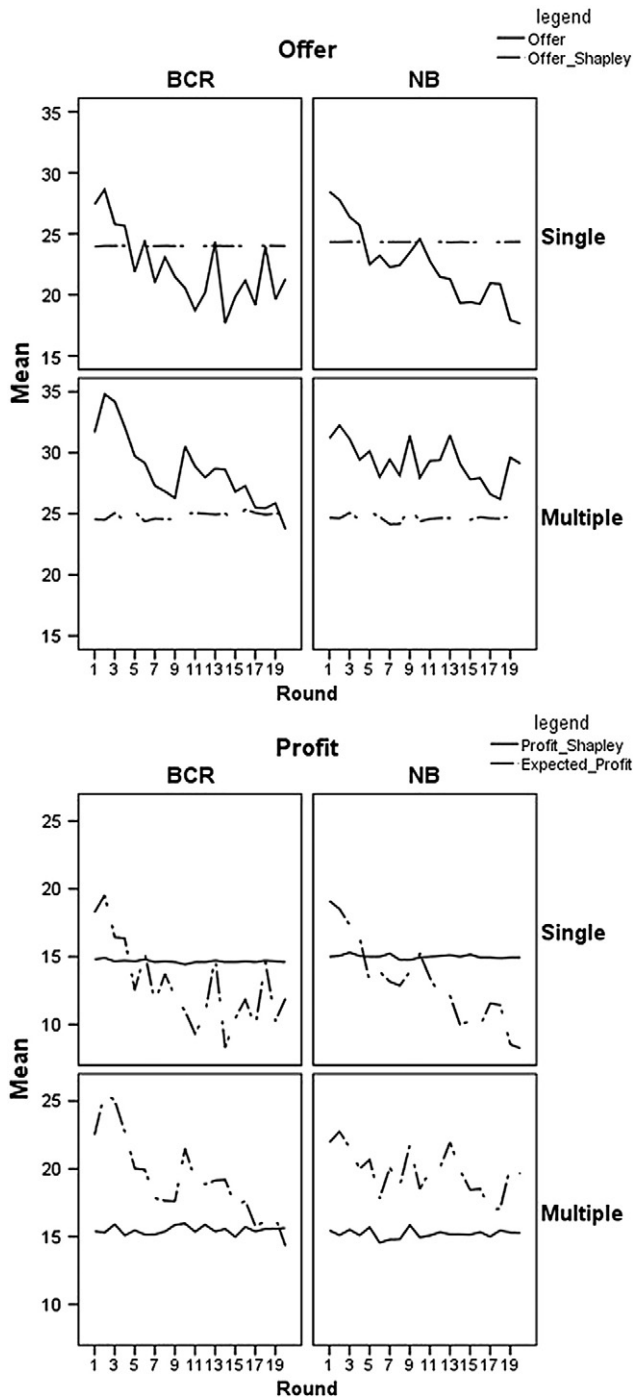 legend
Offer
Offer_Shapley
Offer
BCR NB
35
30
25
20
15
Single
Mean
35
30
25
20
15
Multiple
1 3 5 7 9 11 13 15 17 19 1 3 5 7 9 11 13 15 17 19
Round
legend
Profit_Shapley
Expected_Profit
Profit
BCR NB
25
20
15
10
Single
Mean
25
20
15
10
Multiple
1 3 5 7 9 11 13 15 17 19 1 3 5 7 9 11 13 15 17 19
Round